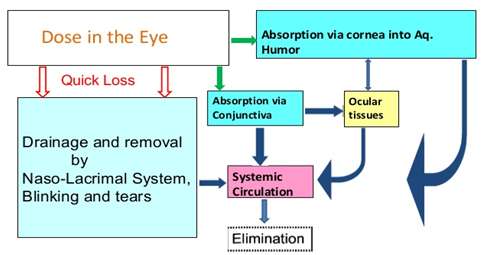 Dose in the Eye
Absorption via cornea into Aq.
Humor
Quick Loss
Absorption via
Conjunctiva
Ocular
tissues
Drainage and removal
by
Naso-Lacrimal System,
Blinking and tears
Systemic
Circulation
Elimination